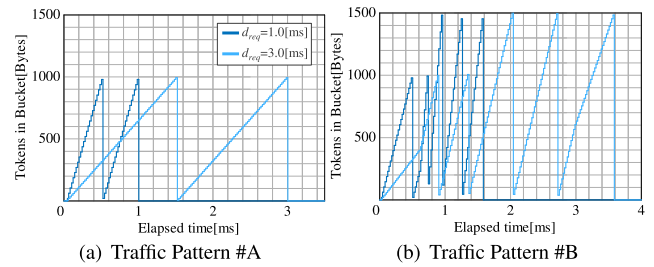 1500
1000
500
0
1
2
3
Tokens in Bucket[Bytes]
Elapsed time[ms]
d_req=1.0[ms]
d_req=3.0[ms]
(a) Traffic Pattern #A
1500
1000
500
0
1
2
3
4
Tokens in Bucket[Bytes]
Elapsed time[ms]
(b) Traffic Pattern #B